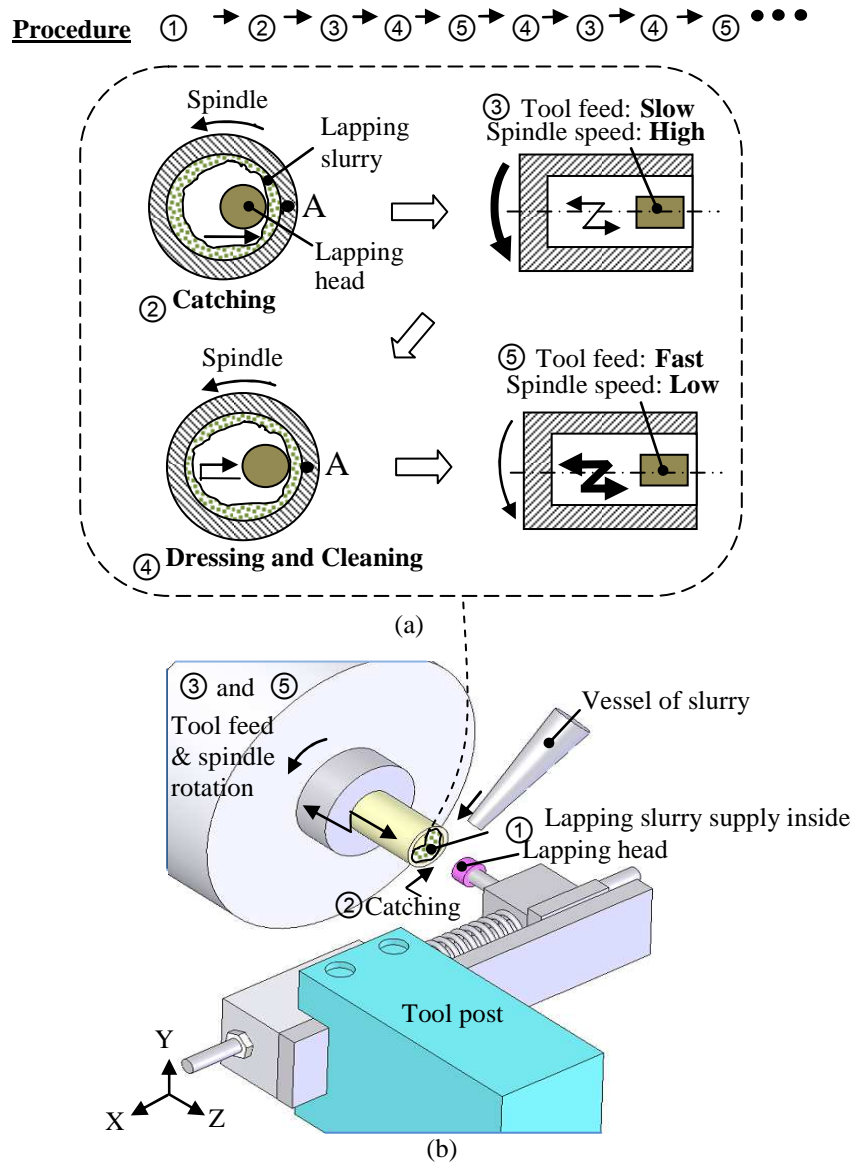 Procedure ① → ② → ③ → ④ → ⑤ → ④ → ③ → ④ → ⑤ •••
Spindle
Lapping
slurry
A
Lapping
head
② Catching
③ Tool feed: Slow
Spindle speed: High
Spindle
A
④ Dressing and Cleaning
⑤ Tool feed: Fast
Spindle speed: Low
(a)
③ and ⑤
Tool feed
& spindle
rotation
Vessel of slurry
① Lapping slurry supply inside
Lapping head
② Catching
Tool post
Y
X
Z
(b)